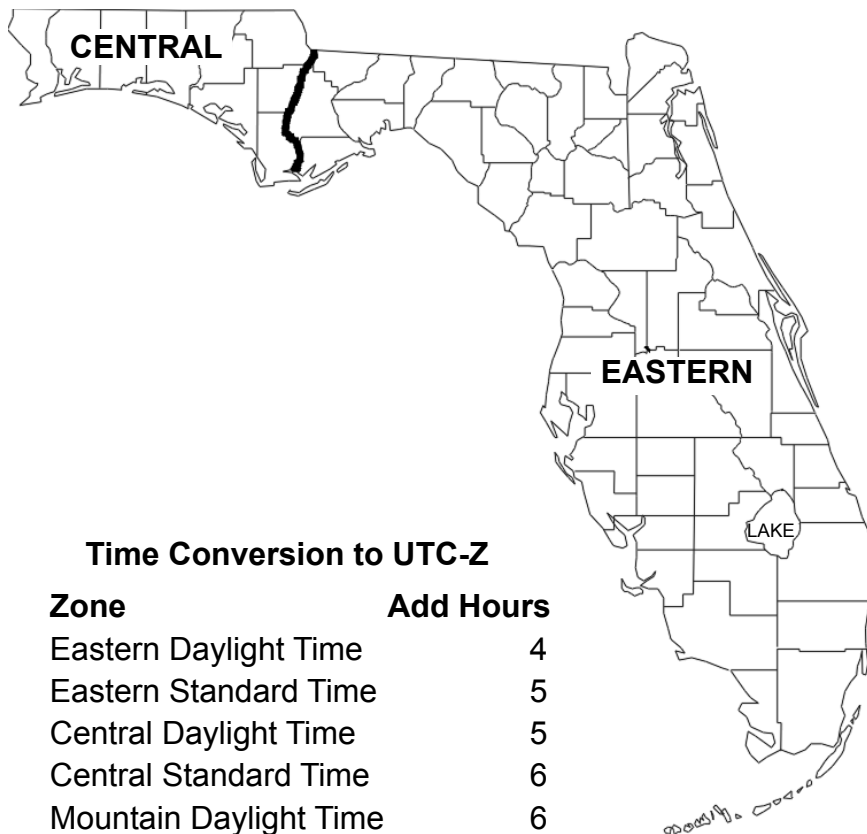 CENTRAL
EASTERN
LAKE
Time Conversion to UTC-Z
Zone Add Hours
Eastern Daylight Time 4
Eastern Standard Time 5
Central Daylight Time 5
Central Standard Time 6
Mountain Daylight Time 6